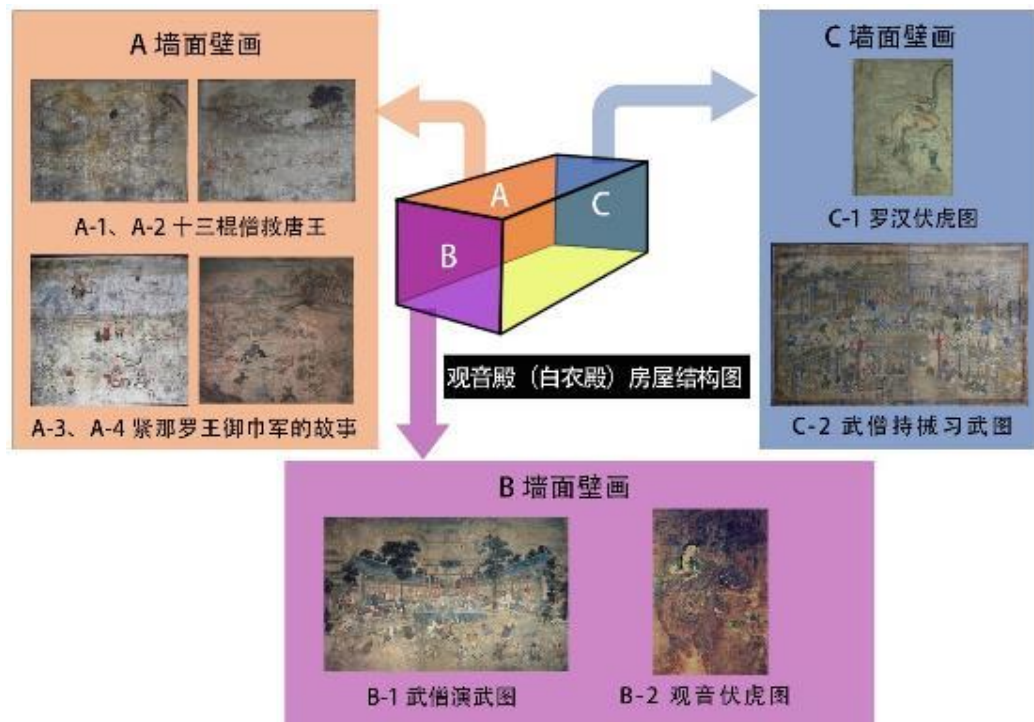 A 墙面壁画
A-1、A-2 十三棍僧救唐王
A-3、A-4 紧那罗王御巾军的故事
A
B
C
观音殿（白衣殿）房屋结构图
C 墙面壁画
C-1 罗汉伏虎图
C-2 武僧持械习武图
B 墙面壁画
B-1 武僧演武图
B-2 观音伏虎图